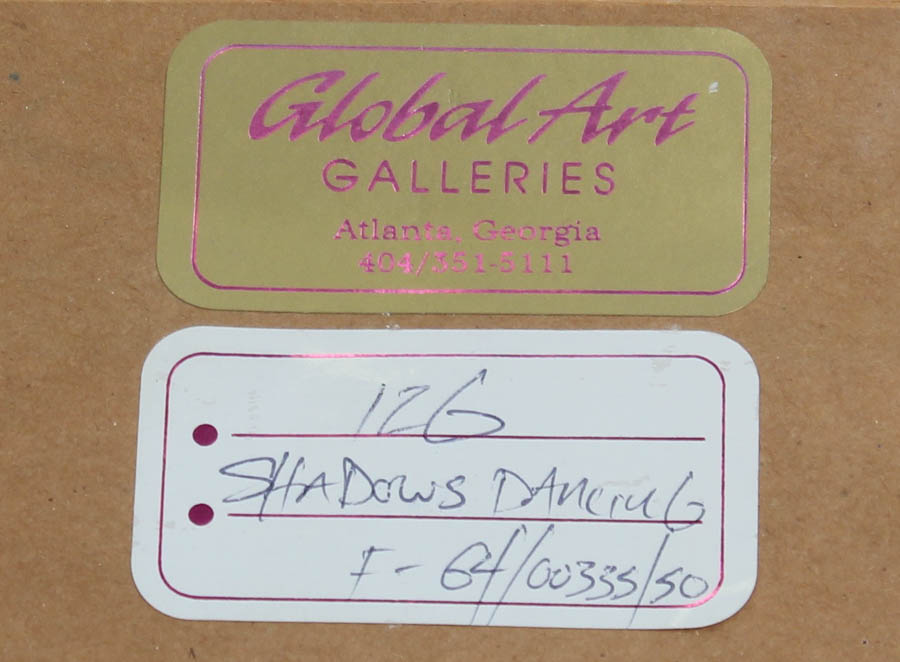 Global Art
GALLERIES
Atlanta, Georgia
404/351-5111
126
SHADOWS DANCING
F-64/00335/50